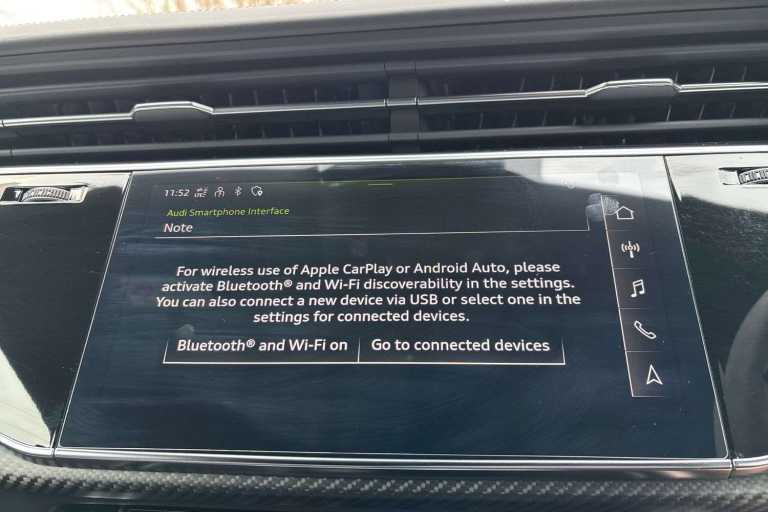 11:52
Audi Smartphone Interface
Note
For wireless use of Apple CarPlay or Android Auto, please
activate Bluetooth® and Wi-Fi discoverability in the settings.
You can also connect a new device via USB or select one in the
settings for connected devices.
Bluetooth® and Wi-Fi on Go to connected devices